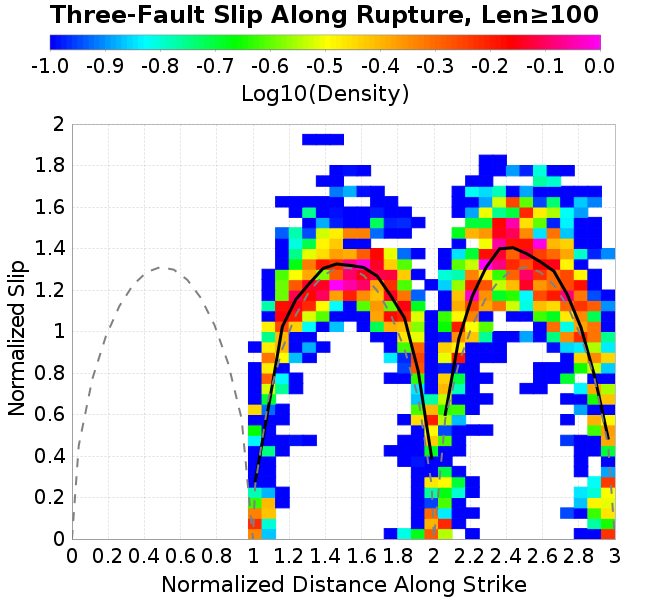 Three-Fault Slip Along Rupture, Len≥100
-1.0 -0.9 -0.8 -0.7 -0.6 -0.5 -0.4 -0.3 -0.2 -0.1 0.0
Log10(Density)
2
1.8
1.6
1.4
1.2
1
0.8
0.6
0.4
0.2
0
Normalized Slip
0 0.2 0.4 0.6 0.8 1 1.2 1.4 1.6 1.8 2 2.2 2.4 2.6 2.8 3
Normalized Distance Along Strike